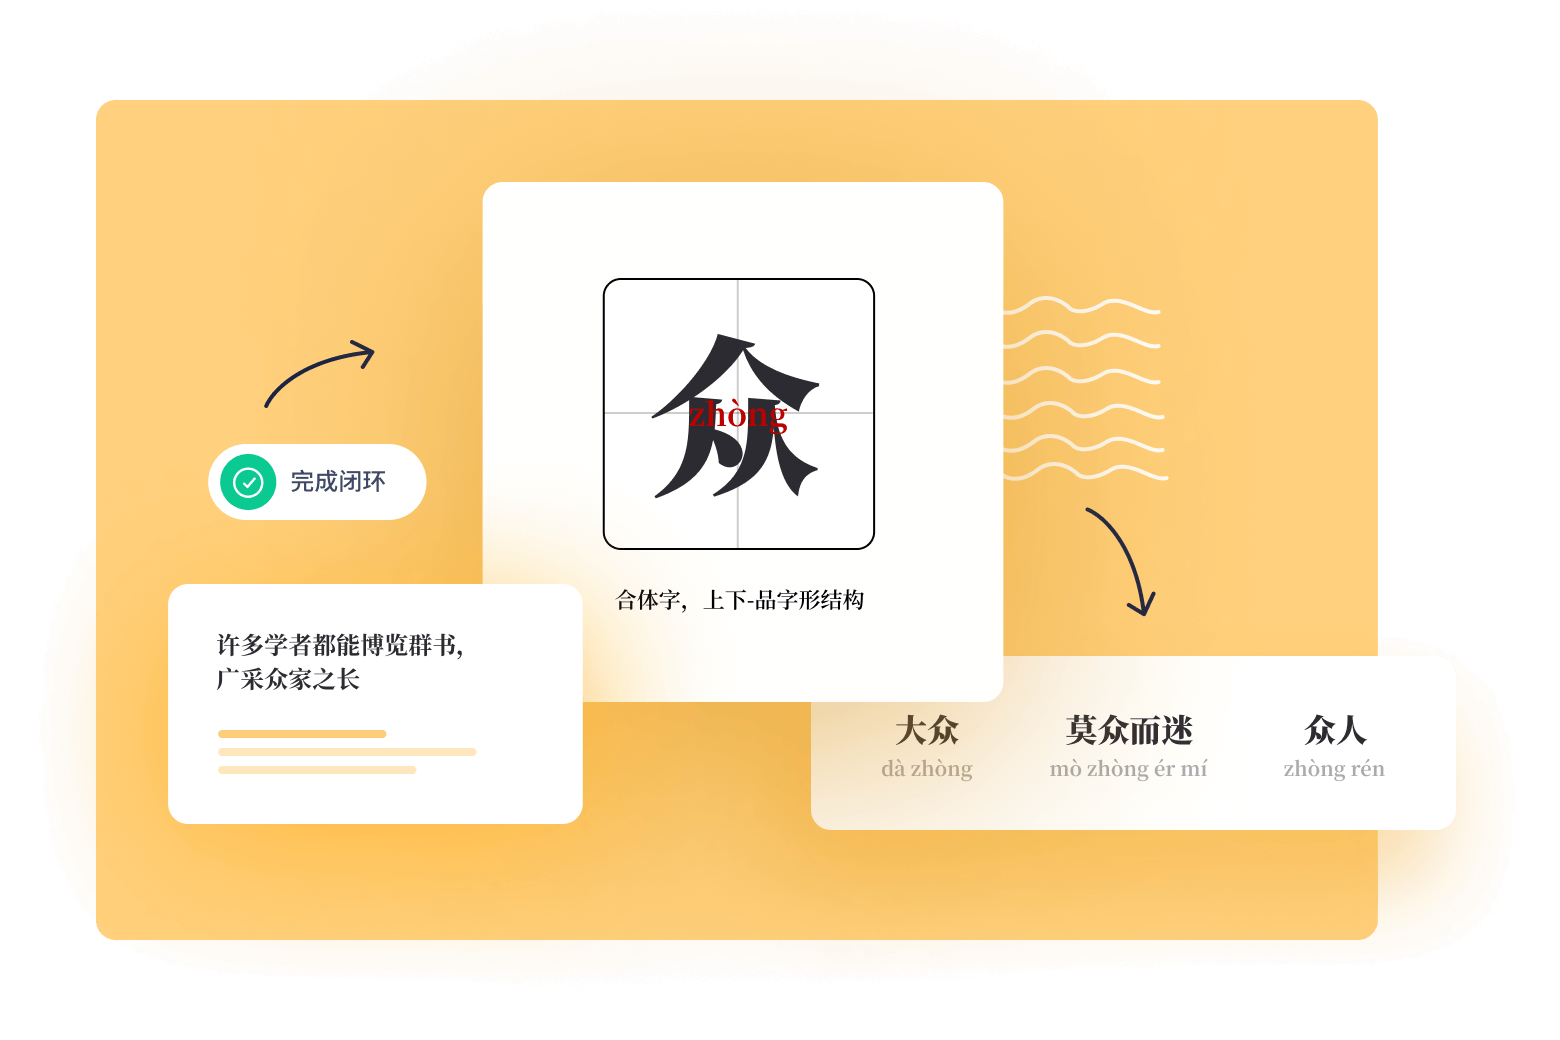 众
zhòng
合体字，上下-品字形结构
完成闭环
许多学者都能博览群书，
广采众家之长
大众 莫众而迷 众人
dà zhòng mò zhòng ér mí zhòng rén